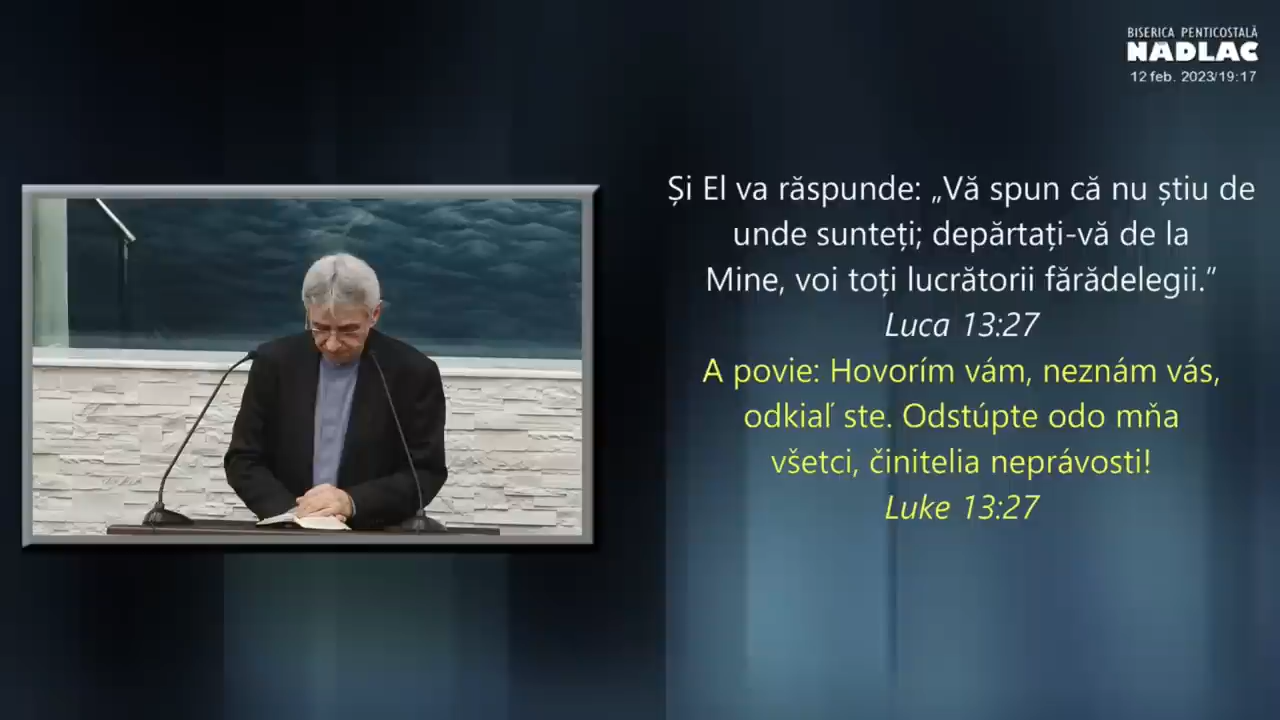 BISERICA PENTICOSTALĂ
NĂDLAC
12 feb. 2023/19:17
Și El va răspunde: „Vă spun că nu știu de
unde sunteți; depărtați-vă de la
Mine, voi toți lucrătorii fărădelegii.”
Luca 13:27
A povie: Hovorím vám, neznám vás,
odkiaľ ste. Odstúpte odo mňa
všetci, činitelia neprávosti!
Luke 13:27